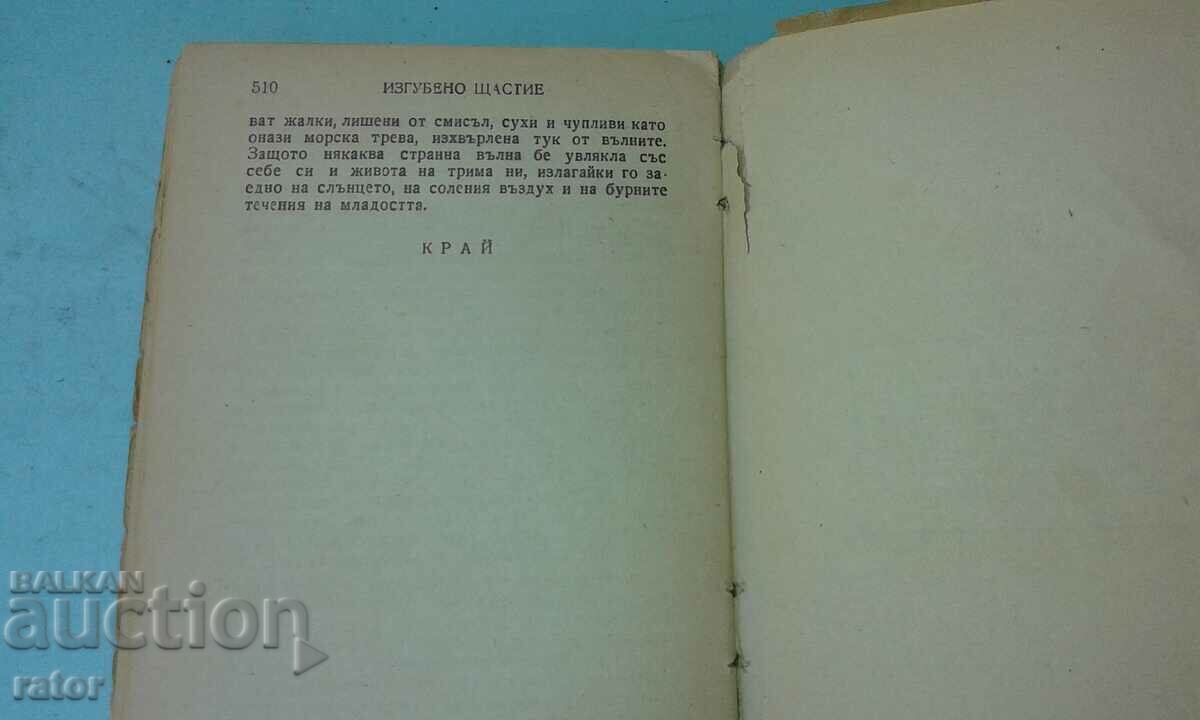 510 ИЗГУБЕНО ЩАСТИЕ
ват жалки, лишени от смисъл, сухи и чупливи като
онази морска трева, изхвърлена тук от вълните.
Защото някаква странна вълна бе увлякла със
себе си и живота на трима ни, излагайки го за-
едно на слънцето, на соления въздух и на бурните
течения на младостта.
КРАЙ
BALKAN
auction
rator